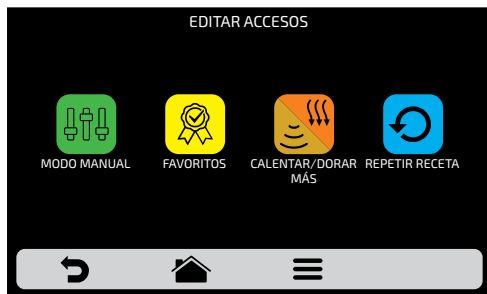 EDITAR ACCESOS
MODO MANUAL
FAVORITOS
CALENTAR/DORAR
MÁS
REPETIR RECETA